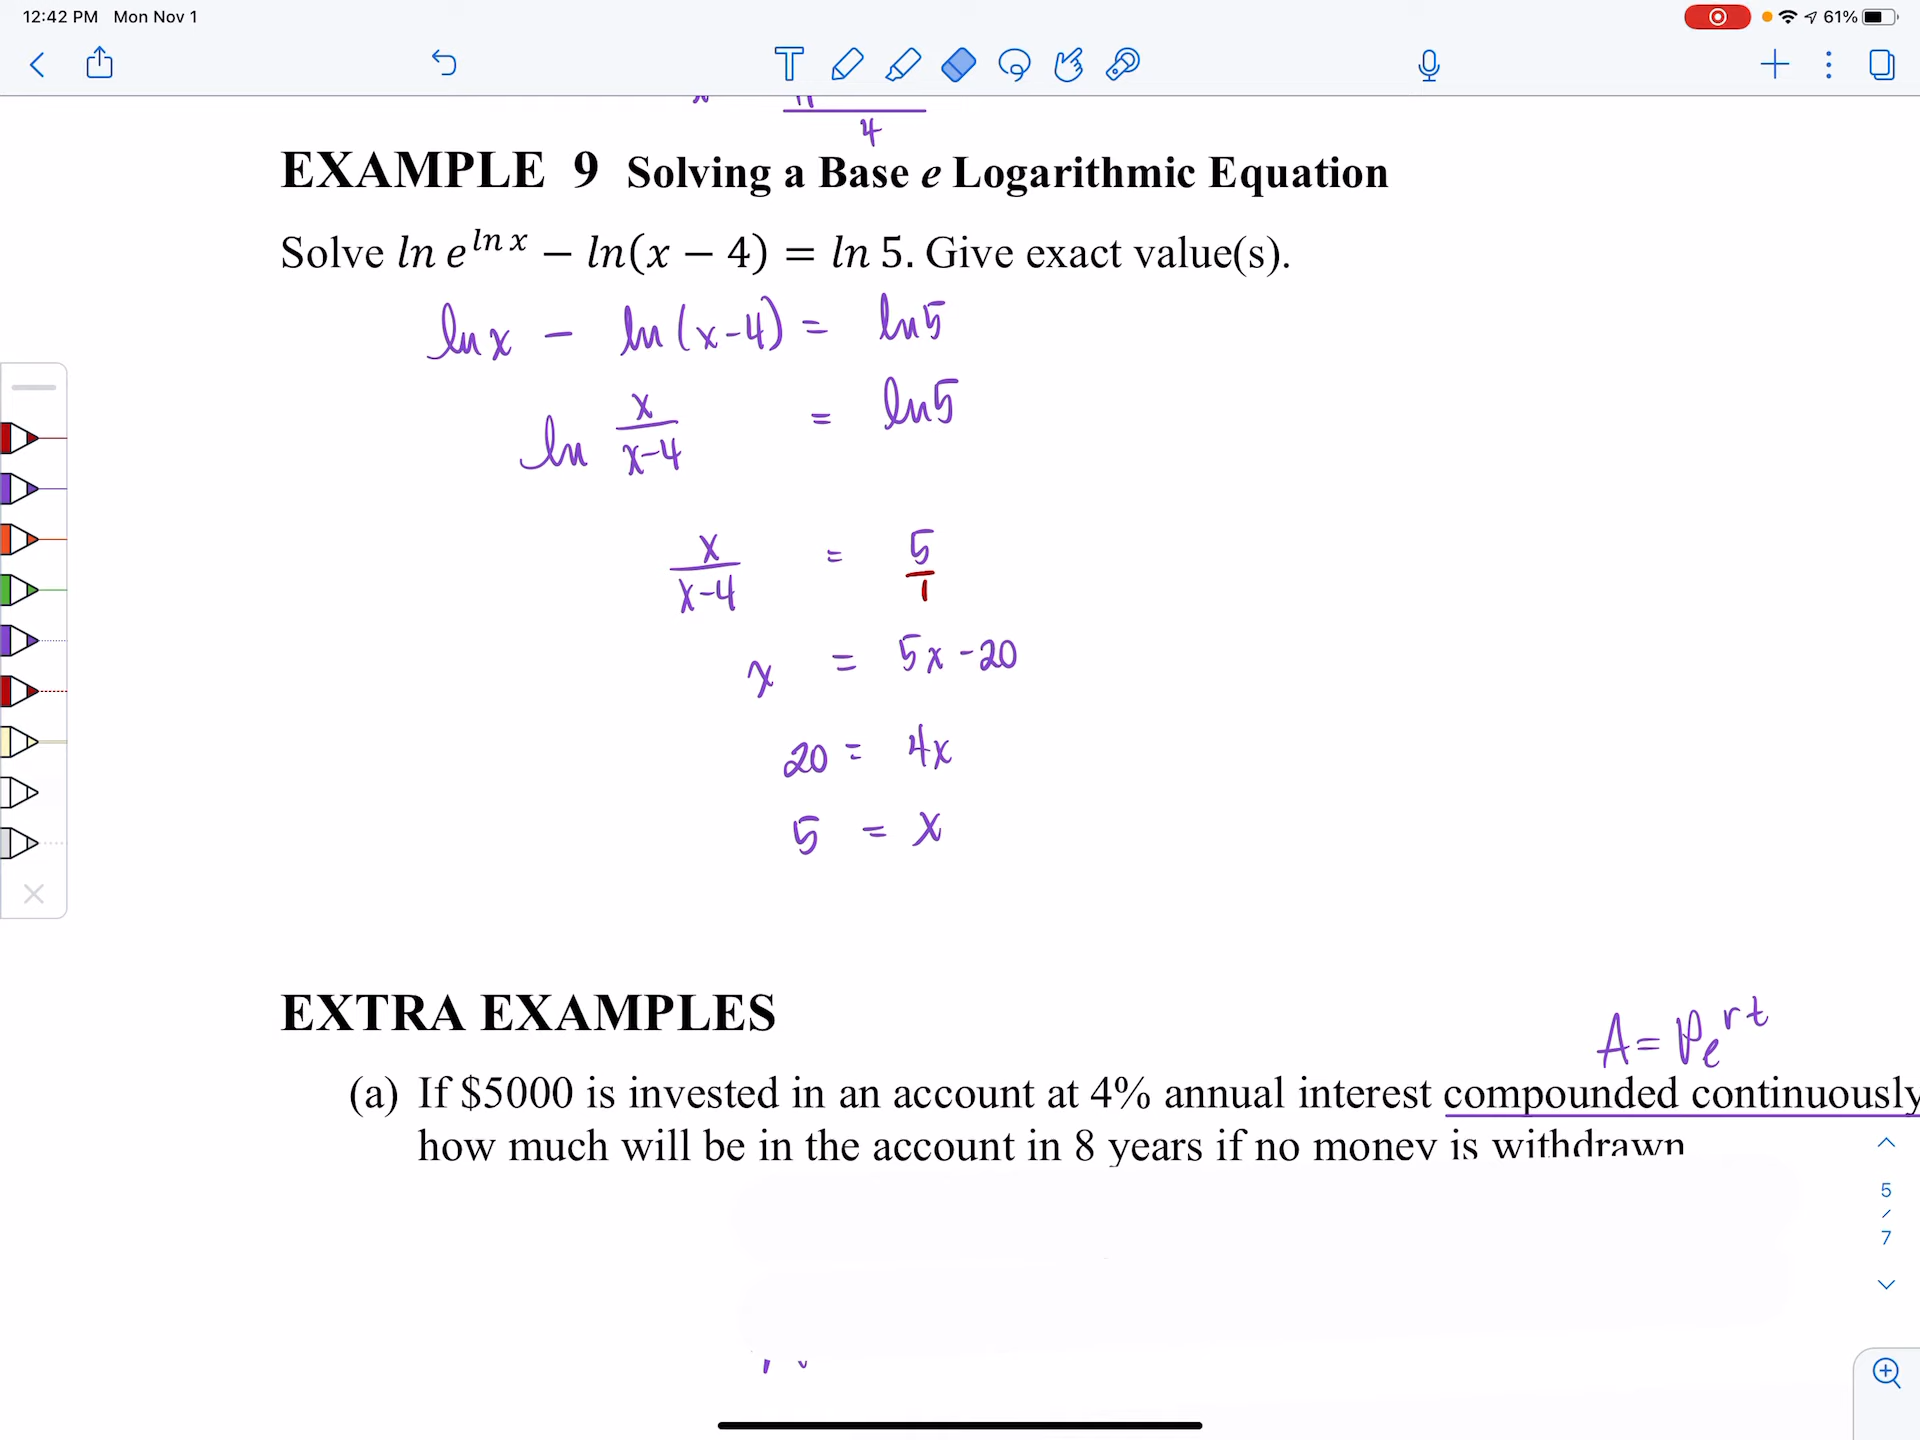 12:42 PM Mon Nov 1
61%
4
EXAMPLE 9 Solving a Base e Logarithmic Equation
Solve ln e^{ln x} − ln(x − 4) = ln 5. Give exact value(s).
ln x − ln(x-4) = ln5
ln x/(x-4) = ln5
x/(x-4) = 5/1
x = 5x-20
20 = 4x
5 = x
EXTRA EXAMPLES
A = Pe^{rt}
(a) If $5000 is invested in an account at 4% annual interest compounded continuously
how much will be in the account in 8 years if no money is withdrawn
5
/
7